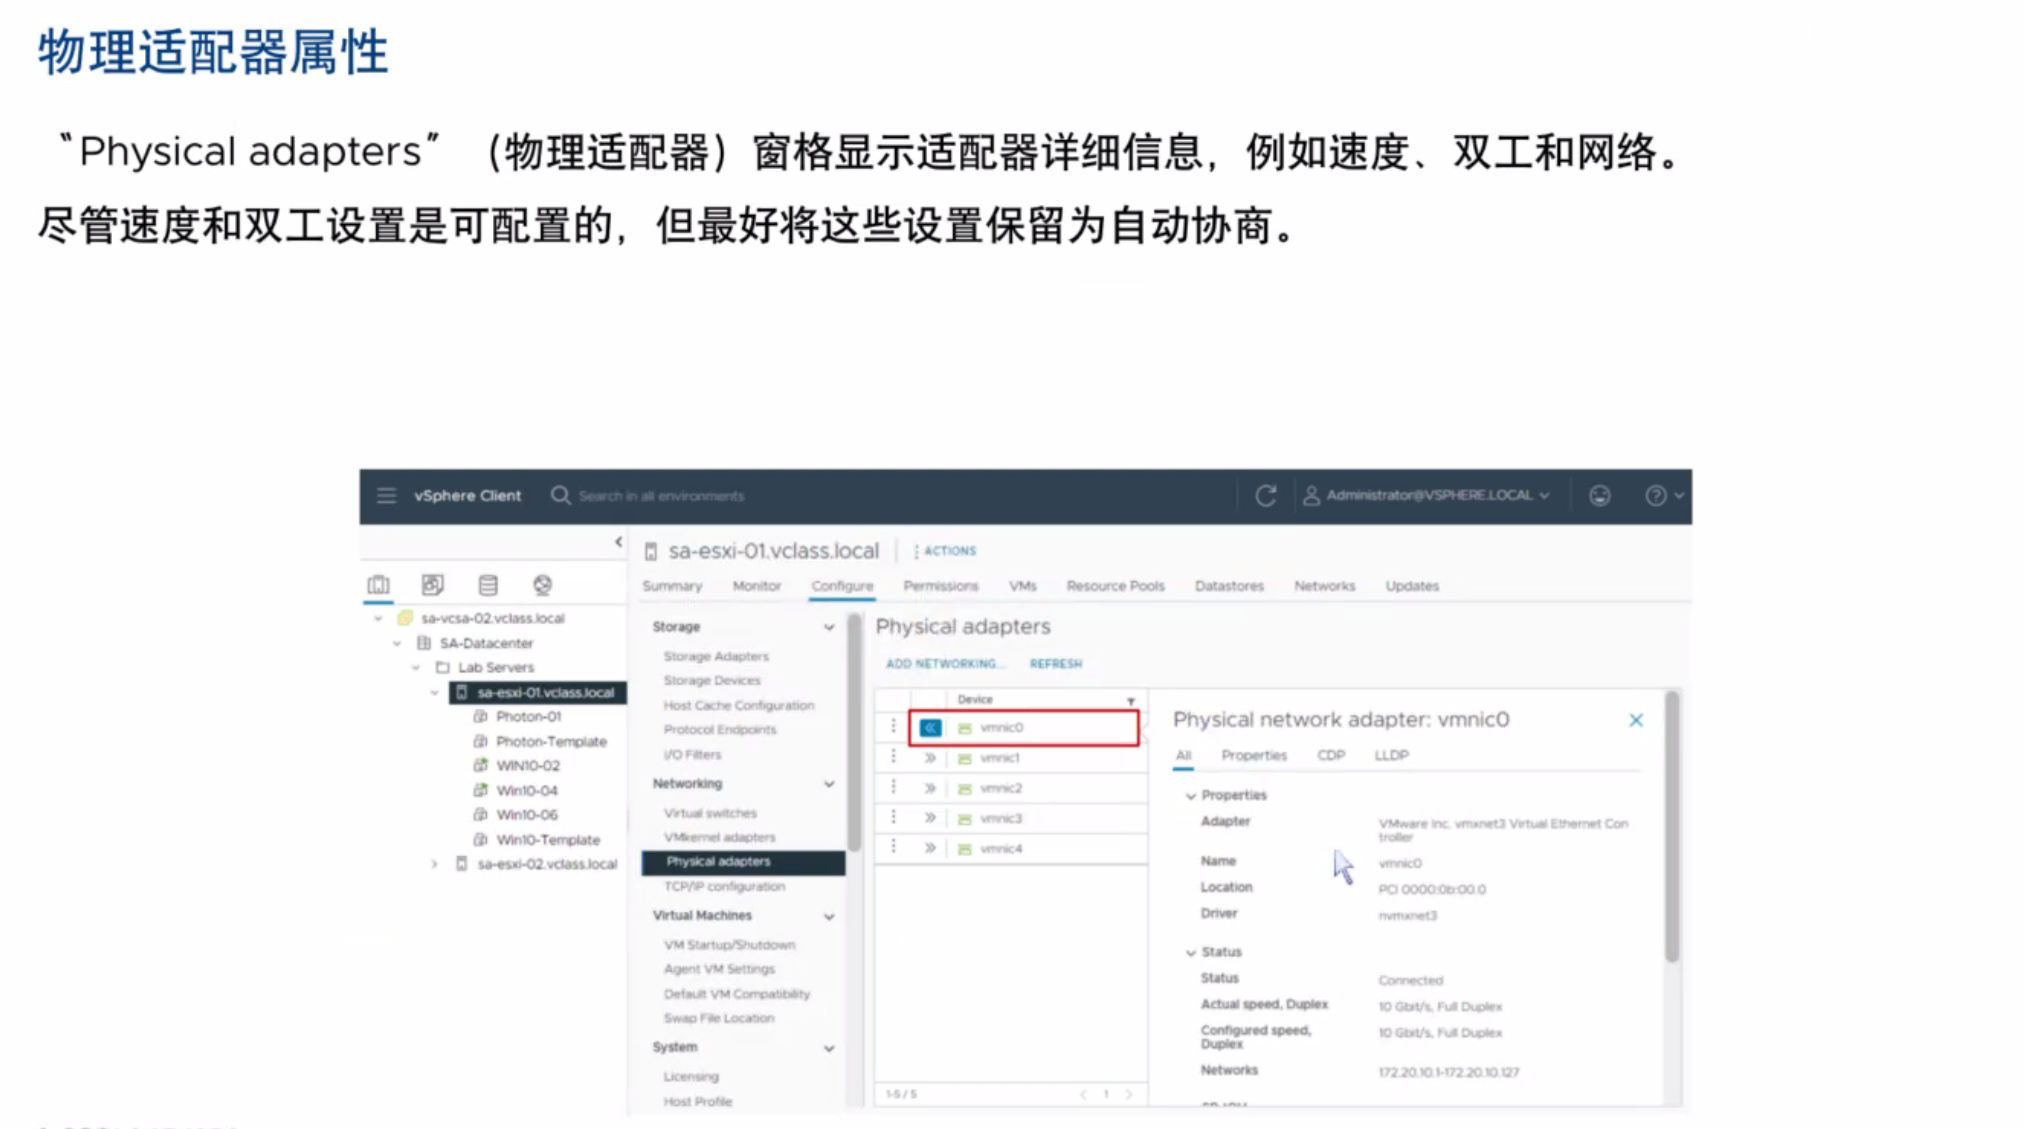 物理适配器属性
“Physical adapters”（物理适配器）窗格显示适配器详细信息，例如速度、双工和网络。
尽管速度和双工设置是可配置的，但最好将这些设置保留为自动协商。
vSphere Client
Search in all environments
Administrator@VSPHERE.LOCAL
sa-vcsa-02.vclass.local
SA-Datacenter
Lab Servers
sa-esxi-01.vclass.local
Photon-01
Photon-Template
WIN10-02
Win10-04
Win10-06
Win10-Template
sa-esxi-02.vclass.local
sa-esxi-01.vclass.local
ACTIONS
Summary Monitor Configure Permissions VMs Resource Pools Datastores Networks Updates
Storage
Storage Adapters
Storage Devices
Host Cache Configuration
Protocol Endpoints
I/O Filters
Networking
Virtual switches
VMkernel adapters
Physical adapters
TCP/IP configuration
Virtual Machines
VM Startup/Shutdown
Agent VM Settings
Default VM Compatibility
Swap File Location
System
Licensing
Host Profile
Physical adapters
ADD NETWORKING... REFRESH
Device
vmnic0
vmnic1
vmnic2
vmnic3
vmnic4
1-5 / 5
1
Physical network adapter: vmnic0
All Properties CDP LLDP
Properties
Adapter VMware Inc. vmxnet3 Virtual Ethernet Con
troller
Name vmnic0
Location PCI 0000:0b:00.0
Driver nvmxnet3
Status
Status Connected
Actual speed, Duplex 10 Gbit/s, Full Duplex
Configured speed, 10 Gbit/s, Full Duplex
Duplex
Networks 172.20.10.1-172.20.10.127